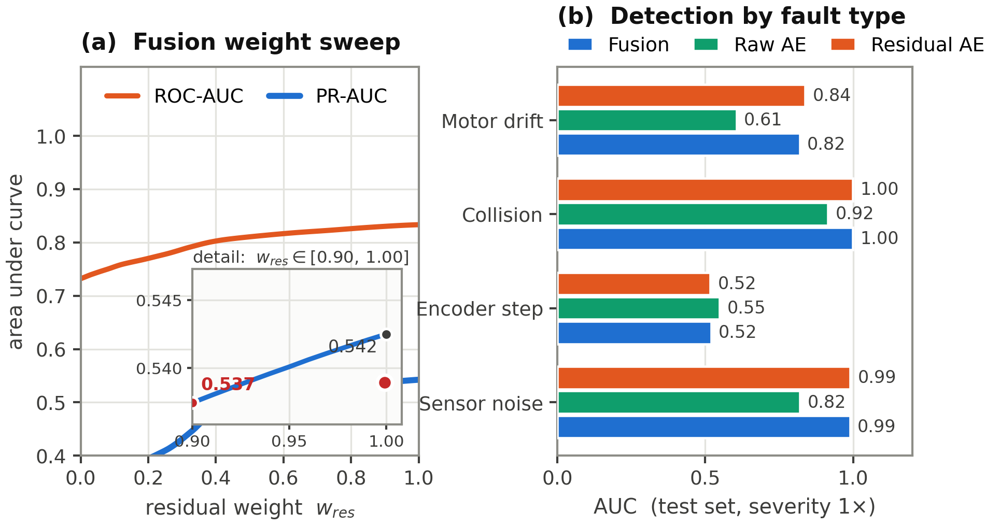 (a)  Fusion weight sweep
ROC-AUC
PR-AUC
area under curve
1.0
0.9
0.8
0.7
0.6
0.5
0.4
0.0
0.2
0.4
0.6
0.8
1.0
residual weight  w_res
detail:  w_res ∈ [0.90, 1.00]
0.545
0.540
0.542
0.537
0.90
0.95
1.00
(b)  Detection by fault type
Fusion
Raw AE
Residual AE
Motor drift
0.84
0.61
0.82
Collision
1.00
0.92
1.00
Encoder step
0.52
0.55
0.52
Sensor noise
0.99
0.82
0.99
0.0
0.5
1.0
AUC  (test set, severity 1×)